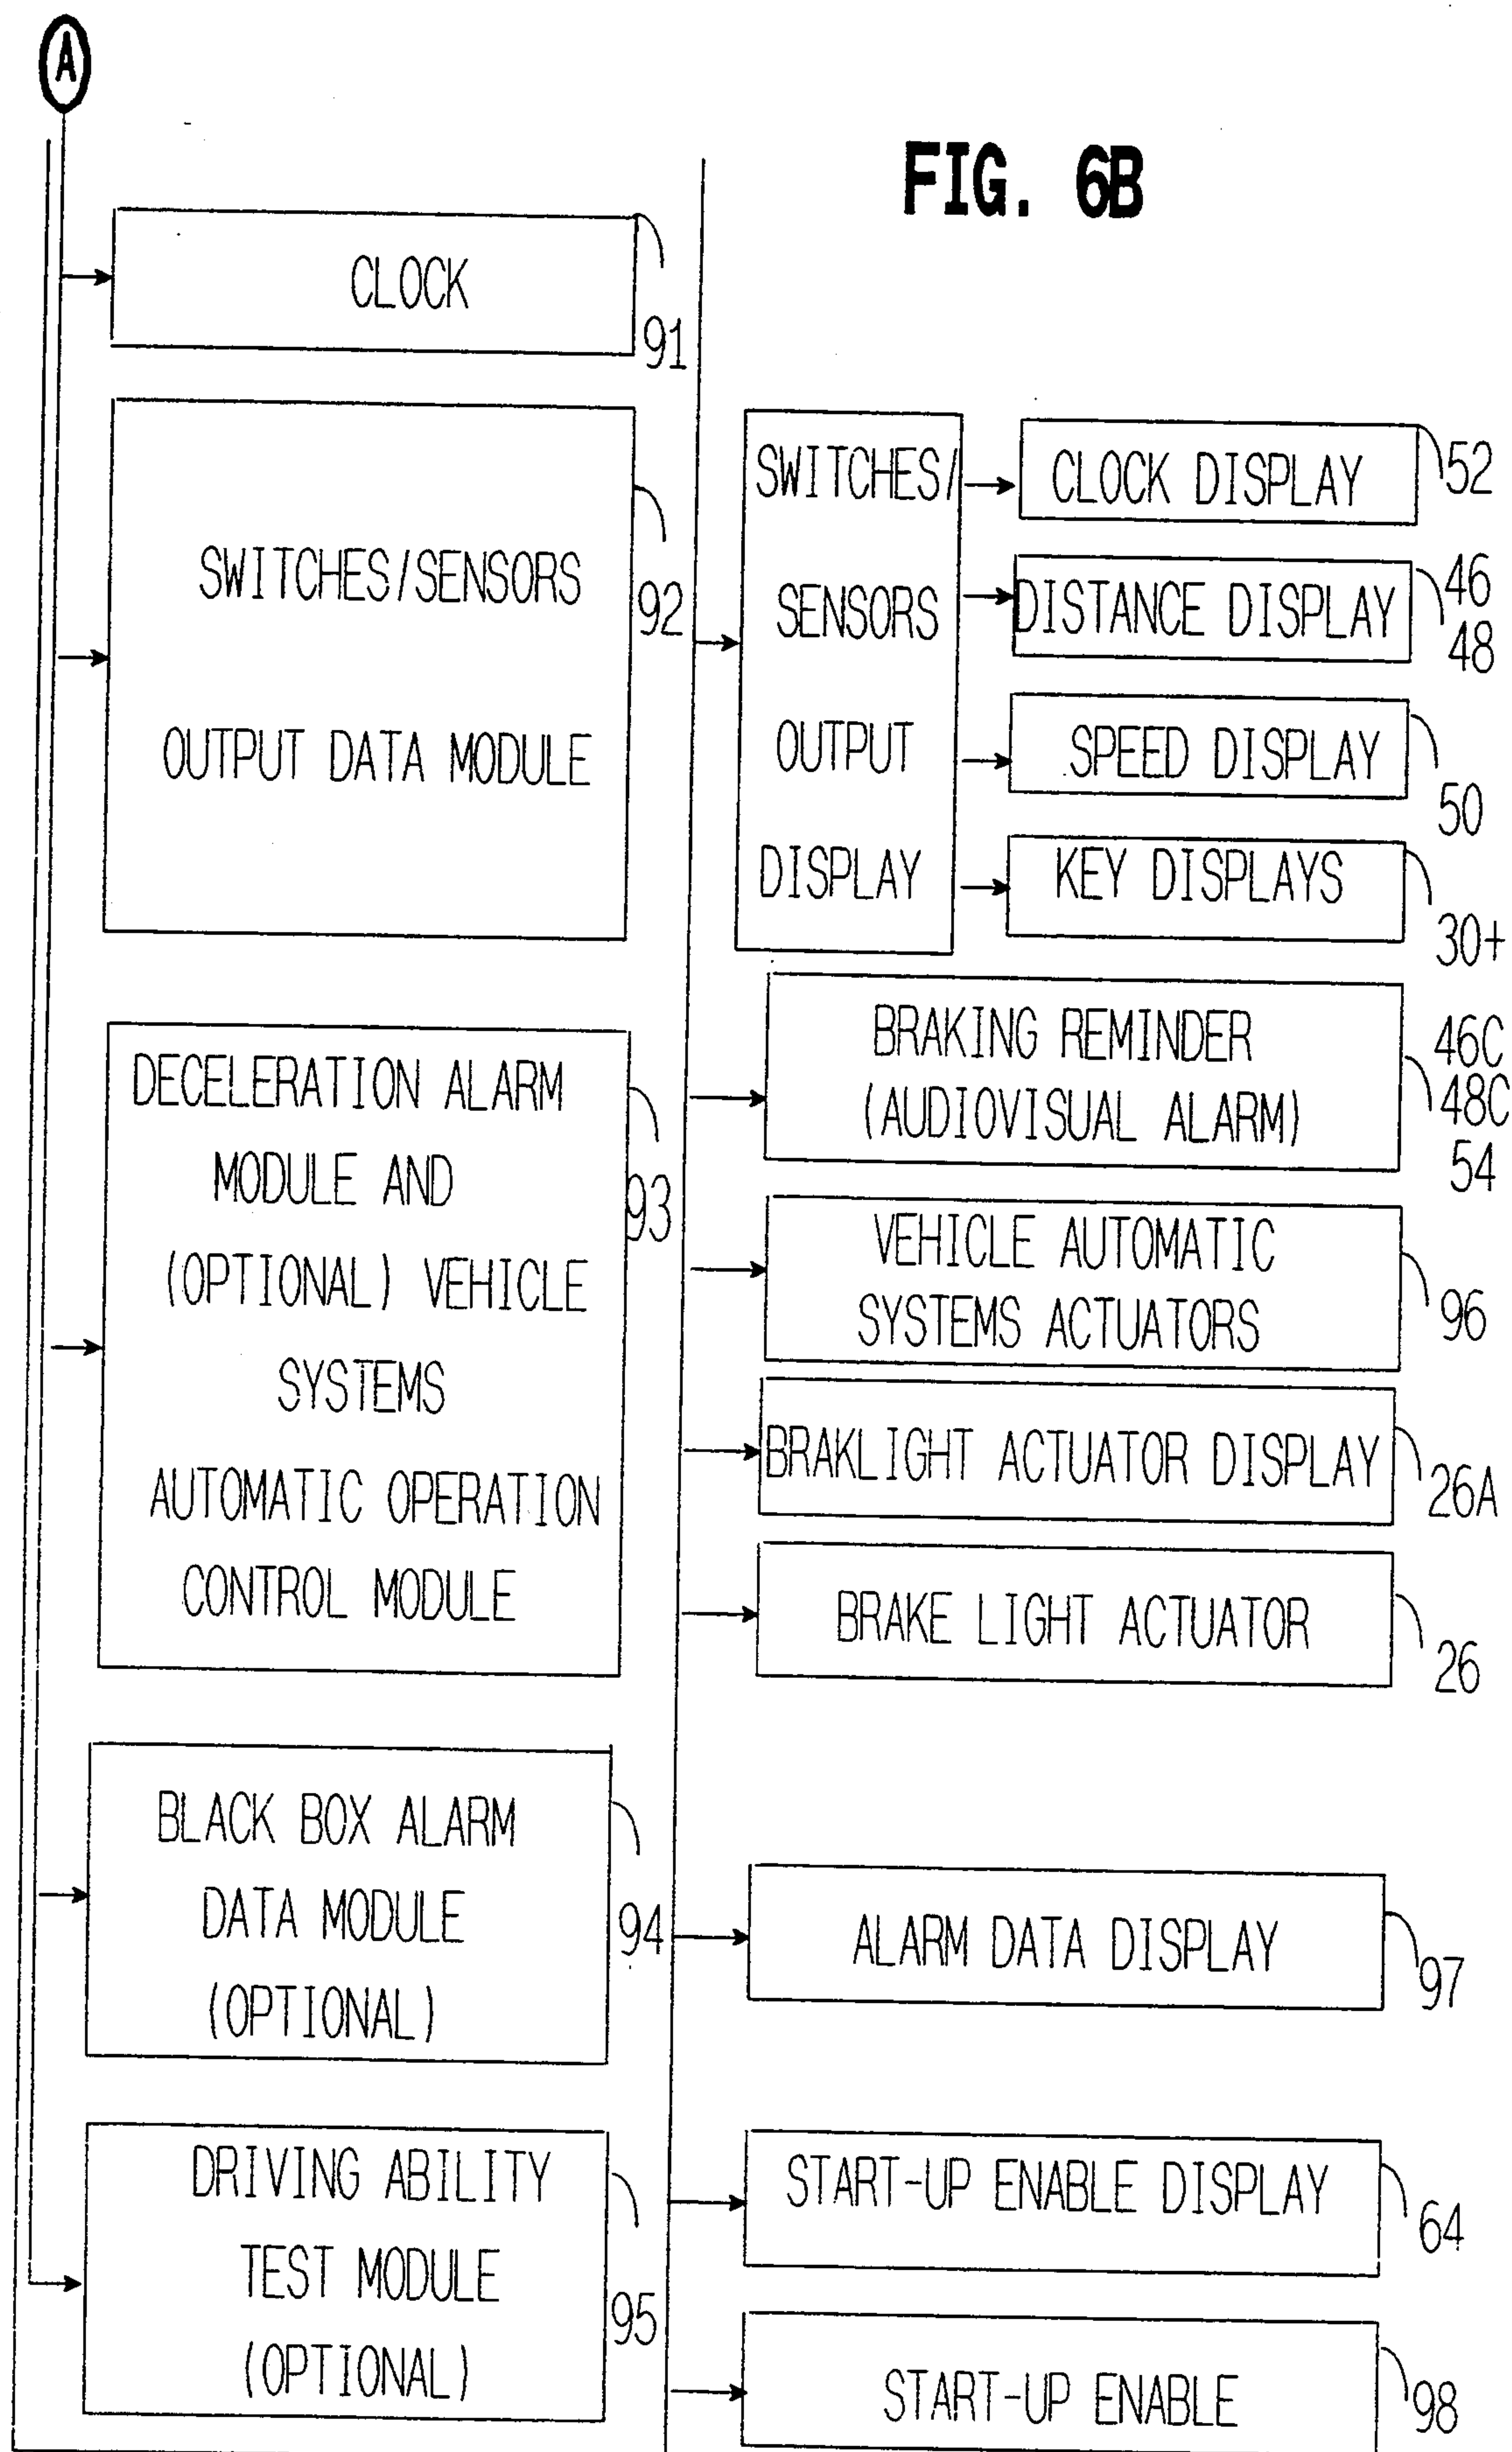 A
FIG. 6B
CLOCK
91
SWITCHES/SENSORS
OUTPUT DATA MODULE
92
SWITCHES/
SENSORS
OUTPUT
DISPLAY
CLOCK DISPLAY
52
DISTANCE DISPLAY
46
48
SPEED DISPLAY
50
KEY DISPLAYS
30+
DECELERATION ALARM
MODULE AND
(OPTIONAL) VEHICLE
SYSTEMS
AUTOMATIC OPERATION
CONTROL MODULE
93
BRAKING REMINDER
(AUDIOVISUAL ALARM)
46C
48C
54
VEHICLE AUTOMATIC
SYSTEMS ACTUATORS
96
BRAKLIGHT ACTUATOR DISPLAY
26A
BRAKE LIGHT ACTUATOR
26
BLACK BOX ALARM
DATA MODULE
(OPTIONAL)
94
ALARM DATA DISPLAY
97
DRIVING ABILITY
TEST MODULE
(OPTIONAL)
95
START-UP ENABLE DISPLAY
64
START-UP ENABLE
98